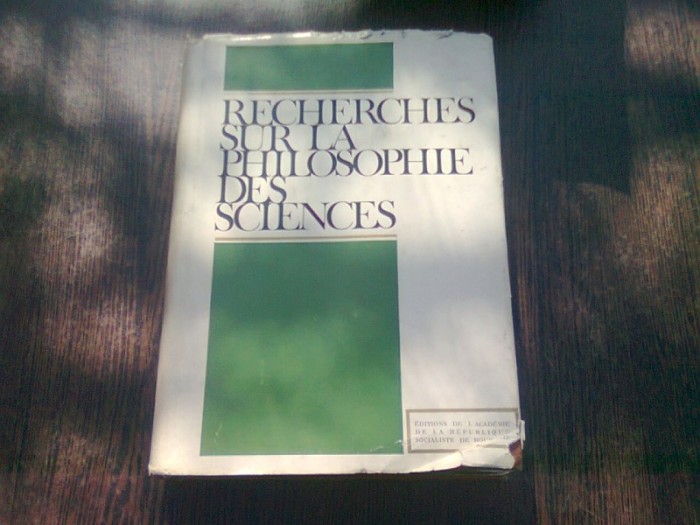 RECHERCHES
SUR LA
PHILOSOPHIE
DES
SCIENCES
ÉDITIONS DE L'ACADÉMIE
DE LA RÉPUBLIQUE
SOCIALISTE DE